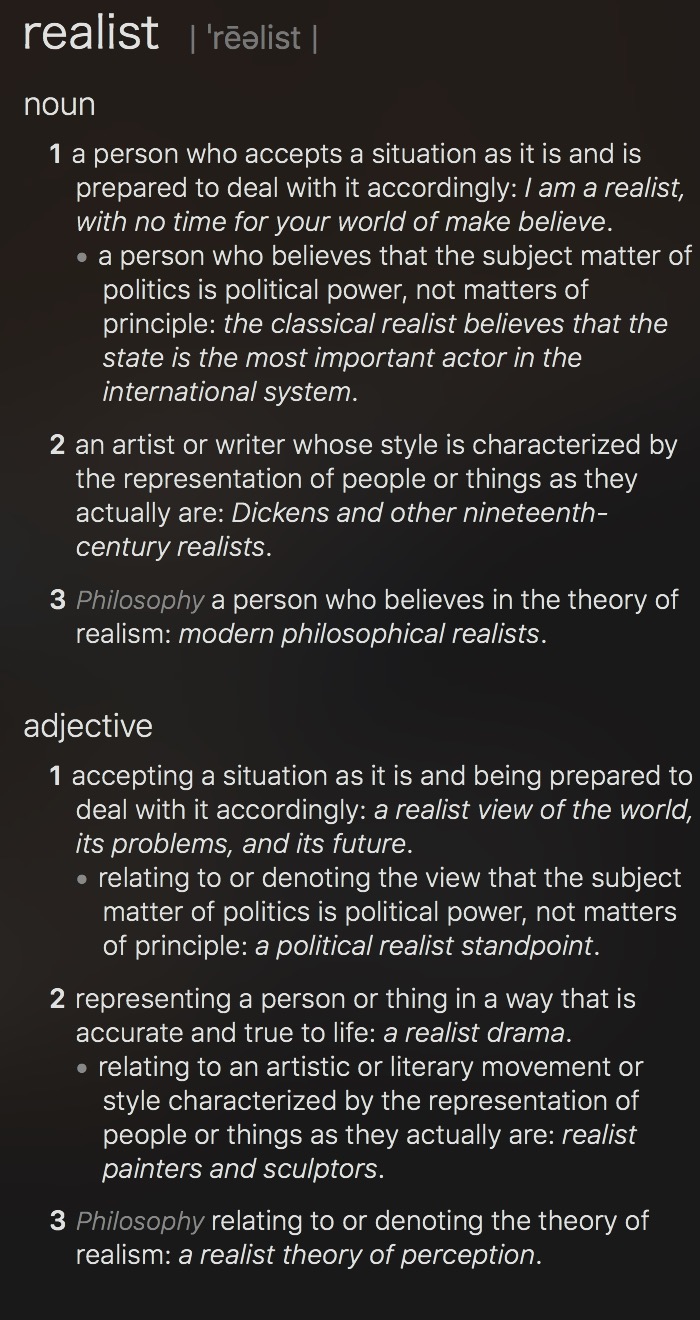 realist | ˈrēəlist |
noun
1 a person who accepts a situation as it is and is
prepared to deal with it accordingly: I am a realist,
with no time for your world of make believe.
• a person who believes that the subject matter of
politics is political power, not matters of
principle: the classical realist believes that the
state is the most important actor in the
international system.
2 an artist or writer whose style is characterized by
the representation of people or things as they
actually are: Dickens and other nineteenth-
century realists.
3 Philosophy a person who believes in the theory of
realism: modern philosophical realists.
adjective
1 accepting a situation as it is and being prepared to
deal with it accordingly: a realist view of the world,
its problems, and its future.
• relating to or denoting the view that the subject
matter of politics is political power, not matters
of principle: a political realist standpoint.
2 representing a person or thing in a way that is
accurate and true to life: a realist drama.
• relating to an artistic or literary movement or
style characterized by the representation of
people or things as they actually are: realist
painters and sculptors.
3 Philosophy relating to or denoting the theory of
realism: a realist theory of perception.